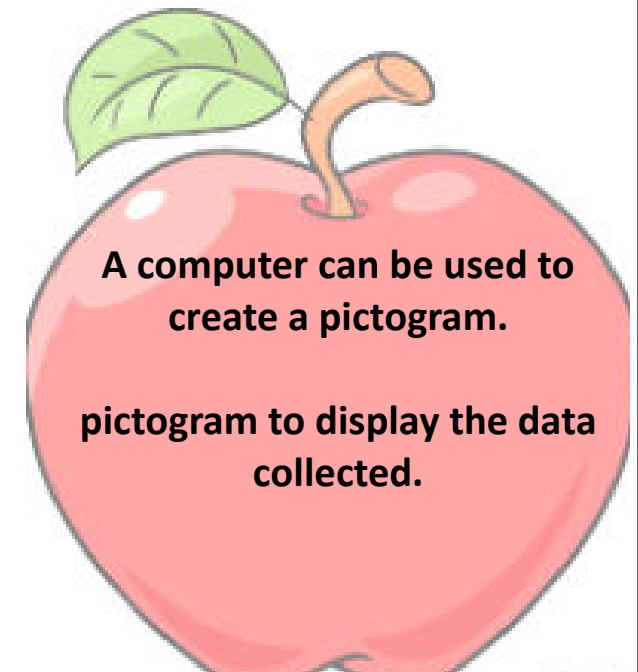 A computer can be used to
create a pictogram.
pictogram to display the data
collected.